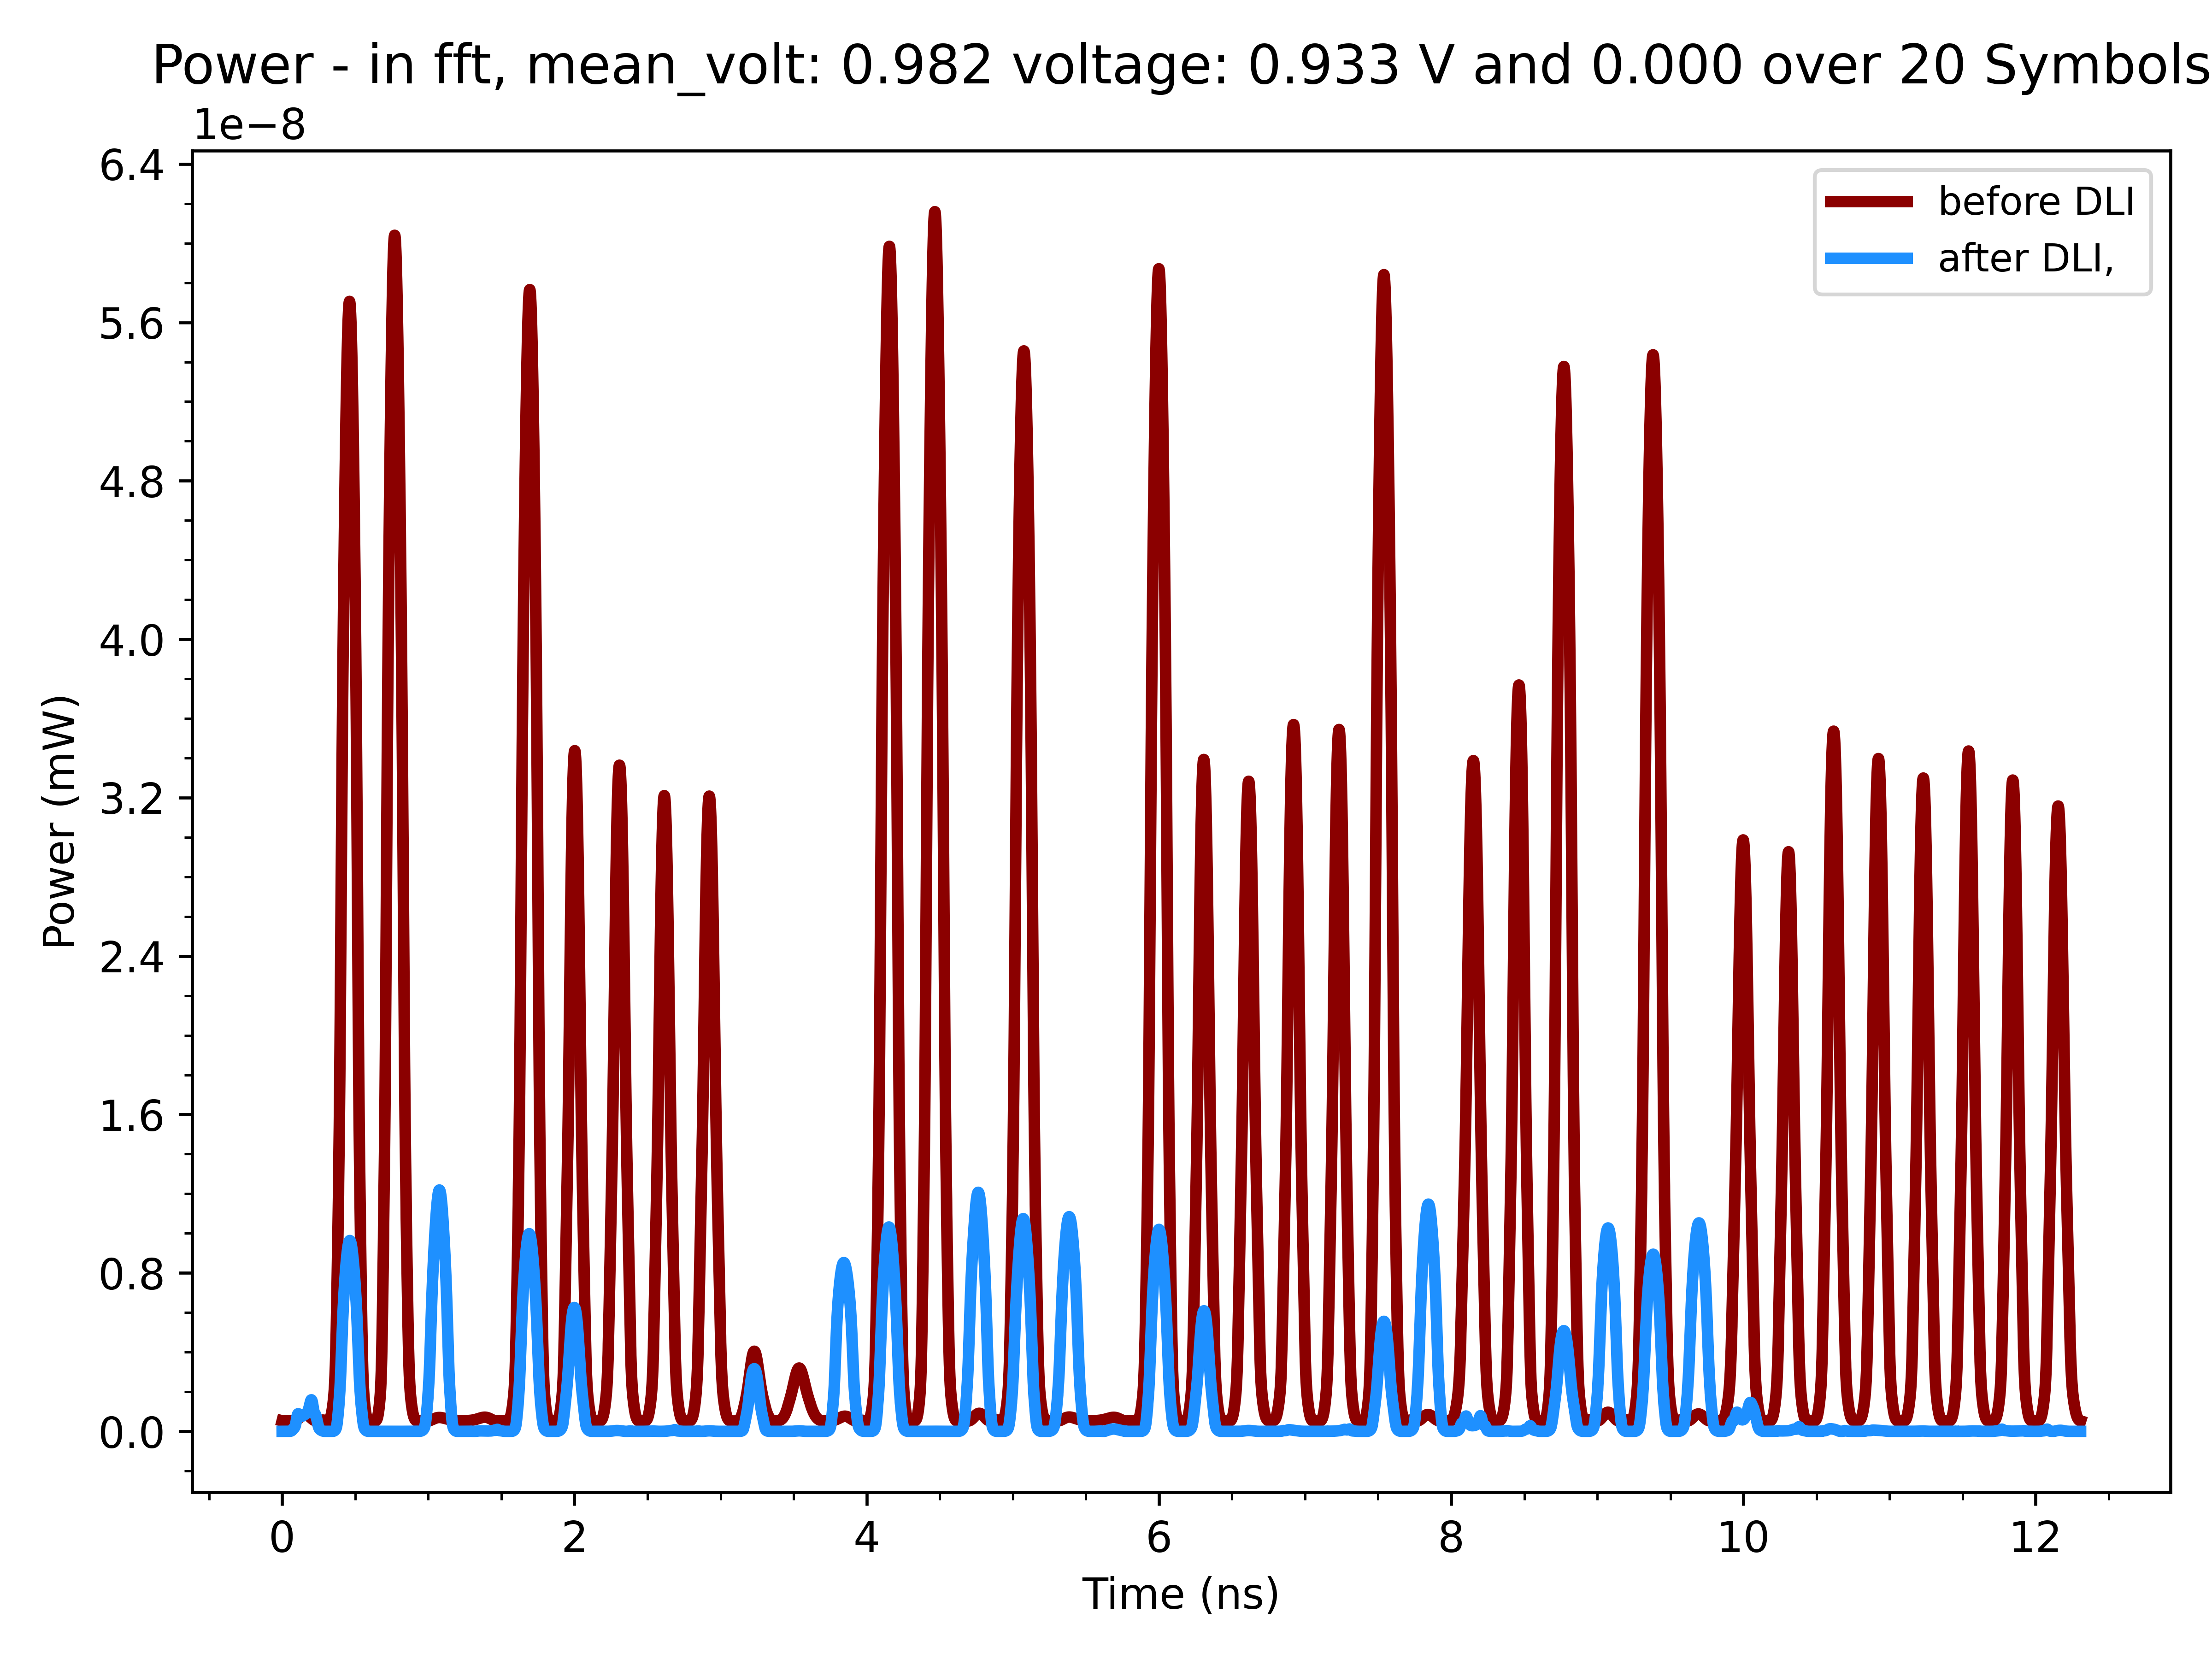 Power - in fft, mean_volt: 0.982 voltage: 0.933 V and 0.000 over 20 Symbols
1e−8
6.4
5.6
4.8
4.0
3.2
2.4
1.6
0.8
0.0
Power (mW)
before DLI
after DLI,
0 2 4 6 8 10 12
Time (ns)